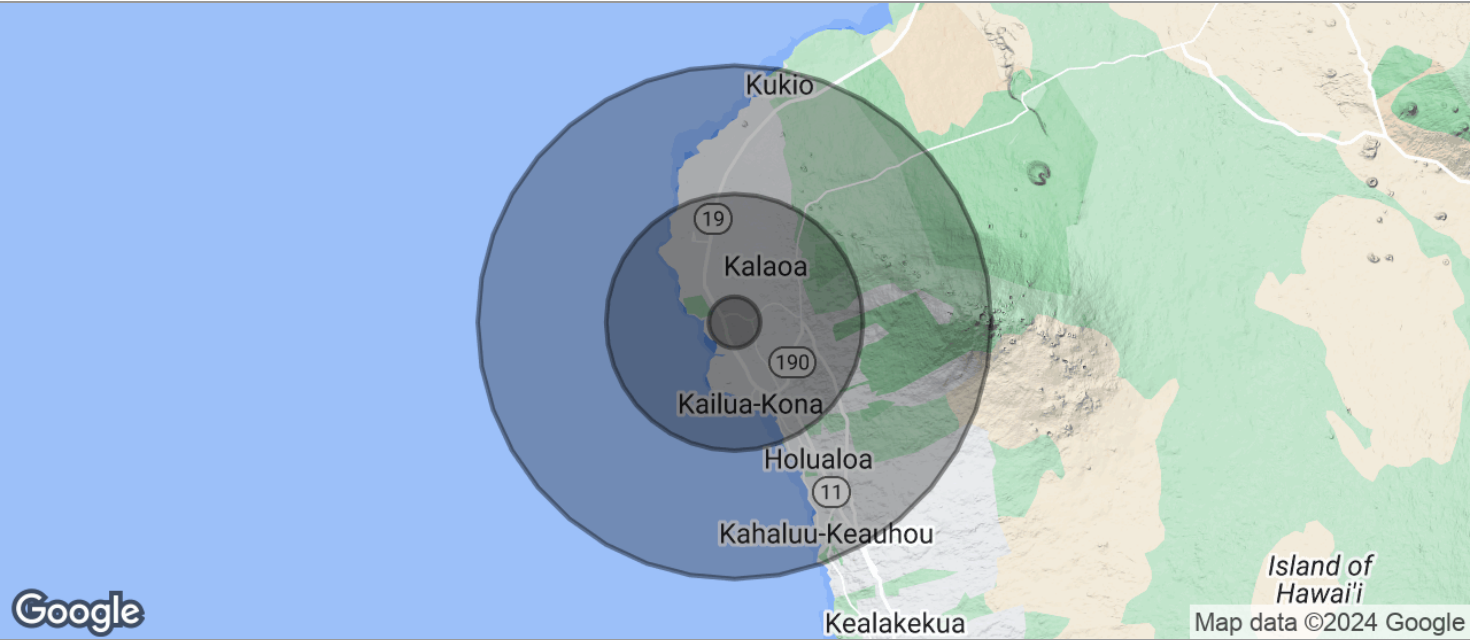 Kukio
19
Kalaoa
190
Kailua-Kona
Holualoa
11
Kahaluu-Keauhou
Island of
Hawai'i
Google
Kealakekua
Map data ©2024 Google